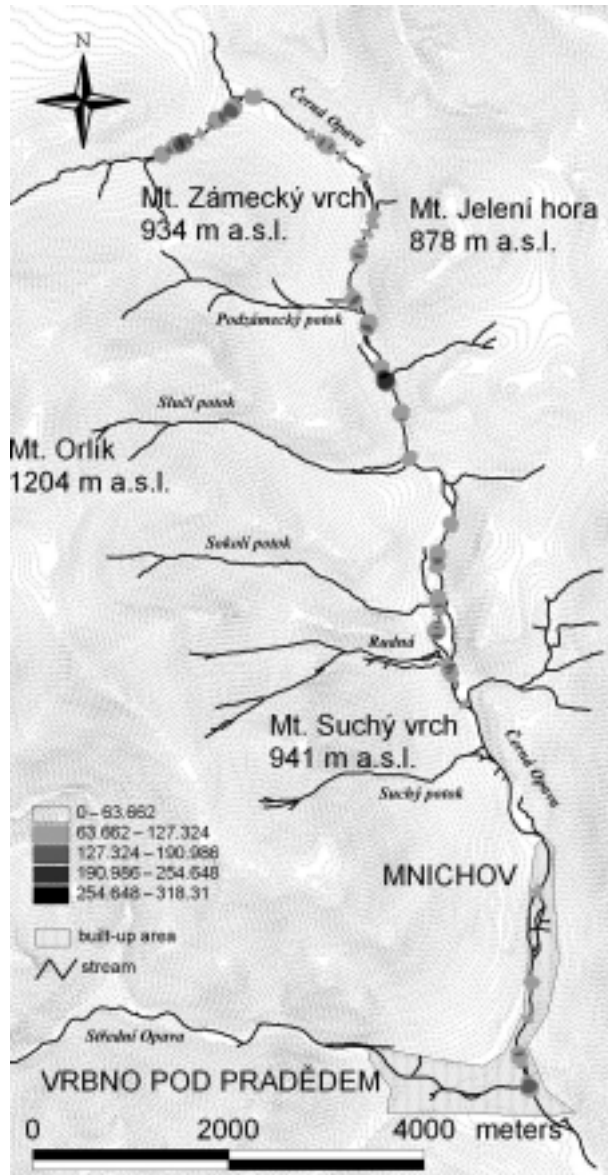 N
Černá Opava
Mt. Zámecký vrch
934 m a.s.l.
Mt. Jelení hora
878 m a.s.l.
Podzámecký potok
Slučí potok
Mt. Orlík
1204 m a.s.l.
Sokolí potok
Rudná
Mt. Suchý vrch
941 m a.s.l.
Černá Opava
Suchý potok
0–63.662
63.662–127.324
127.324–190.986
190.986–254.648
254.648–318.31
MNICHOV
built-up area
stream
Střední Opava
VRBNO POD PRADĚDEM
0 2000 4000 meters